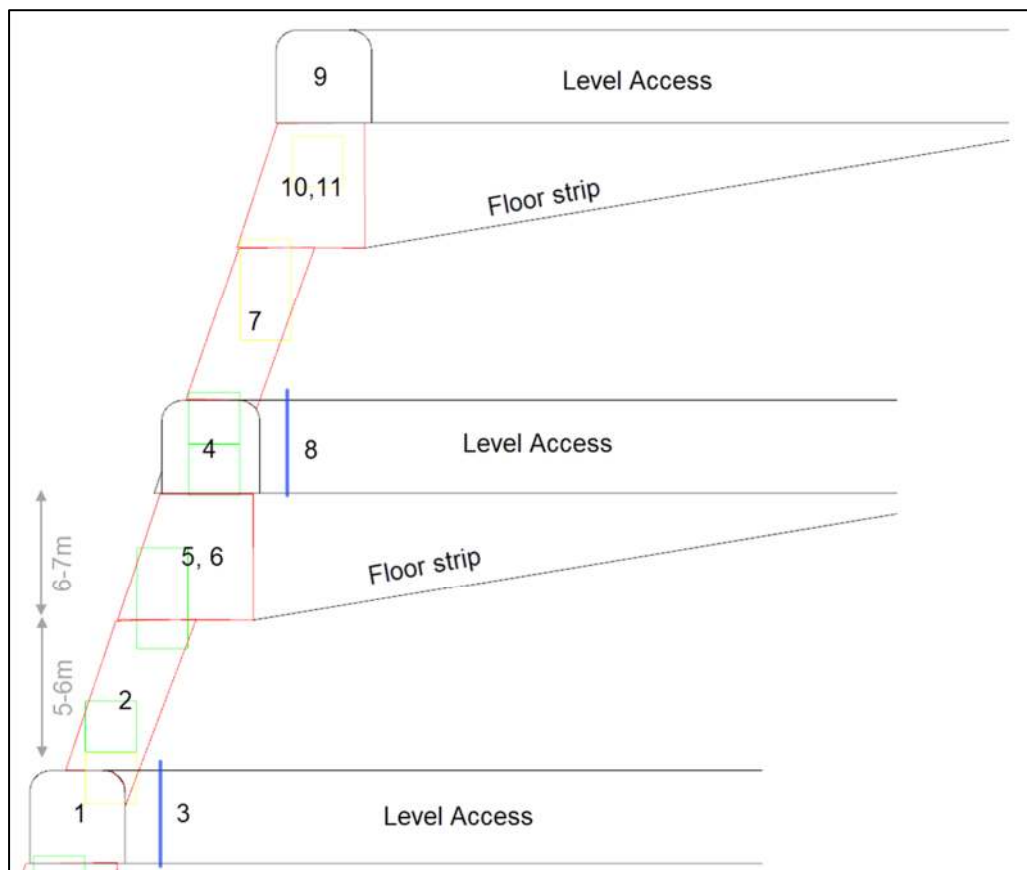 9
Level Access
10,11
Floor strip
7
4
8
Level Access
6-7m
5, 6
Floor strip
5-6m
2
1
3
Level Access